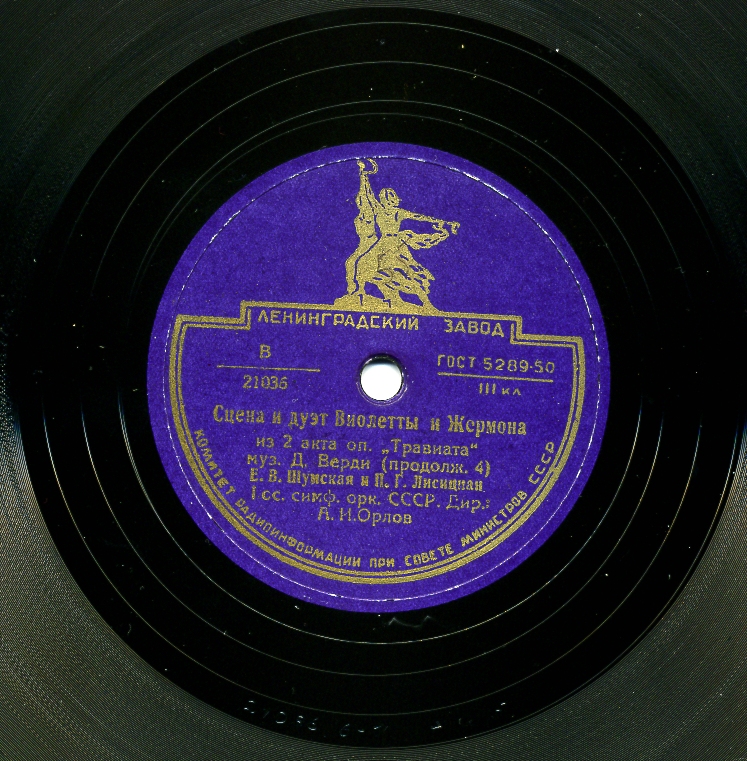 ЛЕНИНГРАДСКИЙ ЗАВОД
В
21036
ГОСТ 5289-50
III кл
Сцена и дуэт Виолетты и Жермона
из 2 акта оп. „Травиата"
муз. Д. Верди (продолж. 4)
Е. В. Шумская и П. Г. Лисициан
Гос. симф. орк. СССР. Дир.:
А. И. Орлов
КОМИТЕТ РАДИОИНФОРМАЦИИ ПРИ СОВЕТЕ МИНИСТРОВ СССР